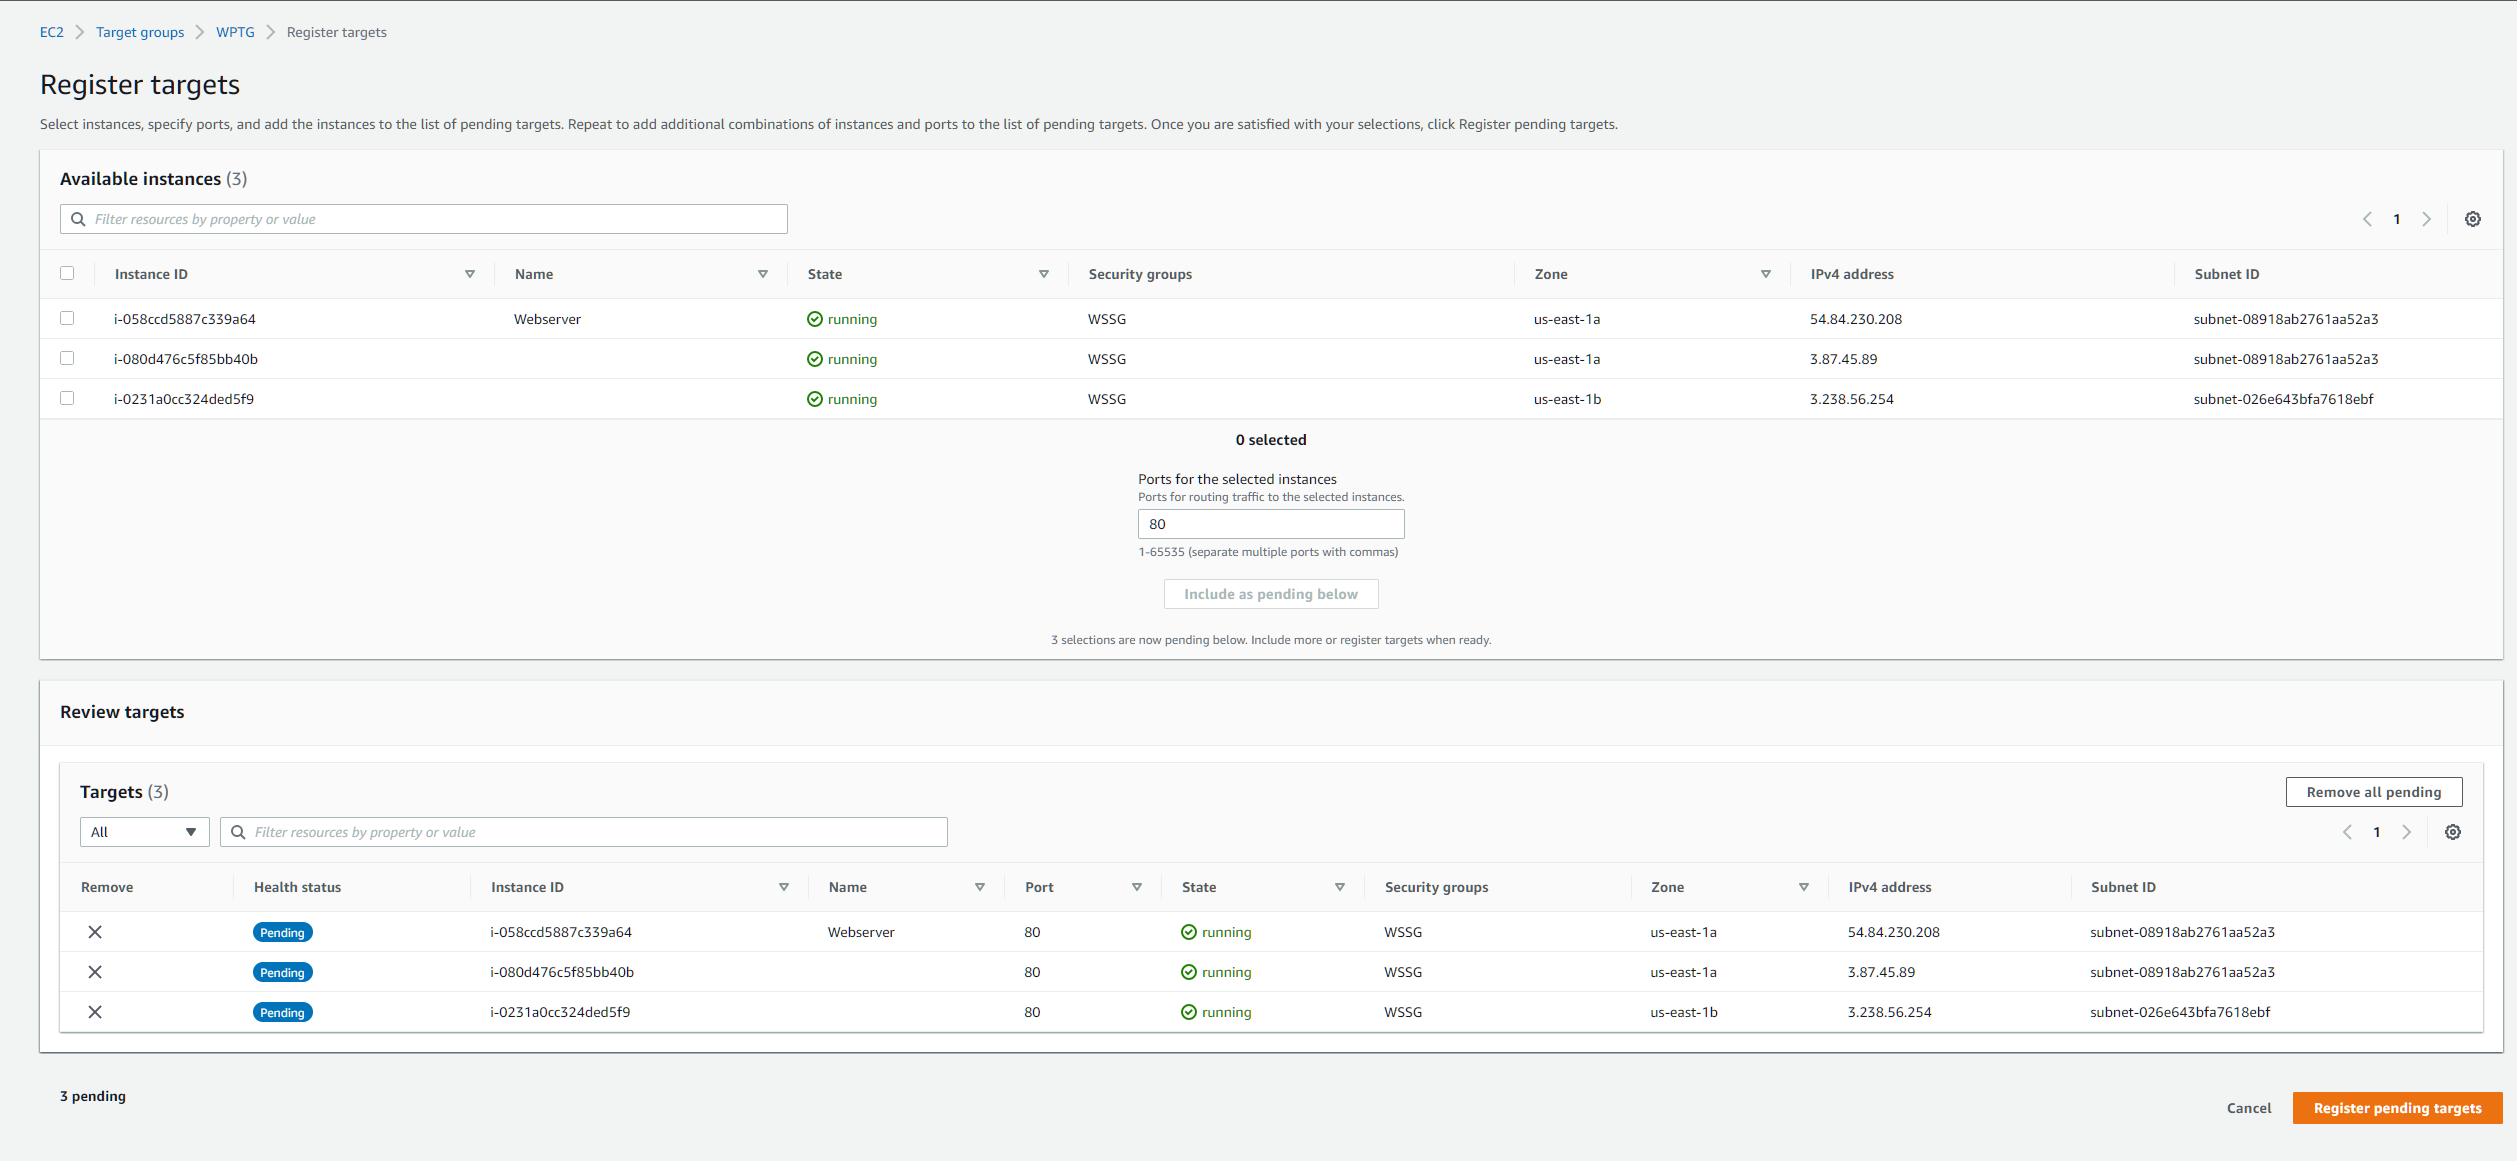 EC2 Target groups WPTG Register targets
Register targets
Select instances, specify ports, and add the instances to the list of pending targets. Repeat to add additional combinations of instances and ports to the list of pending targets. Once you are satisfied with your selections, click Register pending targets.
Available instances (3)
Filter resources by property or value 1
Instance ID Name State Security groups Zone IPv4 address Subnet ID
i-058ccd5887c339a64 Webserver running WSSG us-east-1a 54.84.230.208 subnet-08918ab2761aa52a3
i-080d476c5f85bb40b running WSSG us-east-1a 3.87.45.89 subnet-08918ab2761aa52a3
i-0231a0cc324ded5f9 running WSSG us-east-1b 3.238.56.254 subnet-026e643bfa7618ebf
0 selected
Ports for the selected instances
Ports for routing traffic to the selected instances.
80
1-65535 (separate multiple ports with commas)
Include as pending below
3 selections are now pending below. Include more or register targets when ready.
Review targets
Targets (3) Remove all pending
All Filter resources by property or value 1
Remove Health status Instance ID Name Port State Security groups Zone IPv4 address Subnet ID
Pending i-058ccd5887c339a64 Webserver 80 running WSSG us-east-1a 54.84.230.208 subnet-08918ab2761aa52a3
Pending i-080d476c5f85bb40b 80 running WSSG us-east-1a 3.87.45.89 subnet-08918ab2761aa52a3
Pending i-0231a0cc324ded5f9 80 running WSSG us-east-1b 3.238.56.254 subnet-026e643bfa7618ebf
3 pending
Cancel Register pending targets